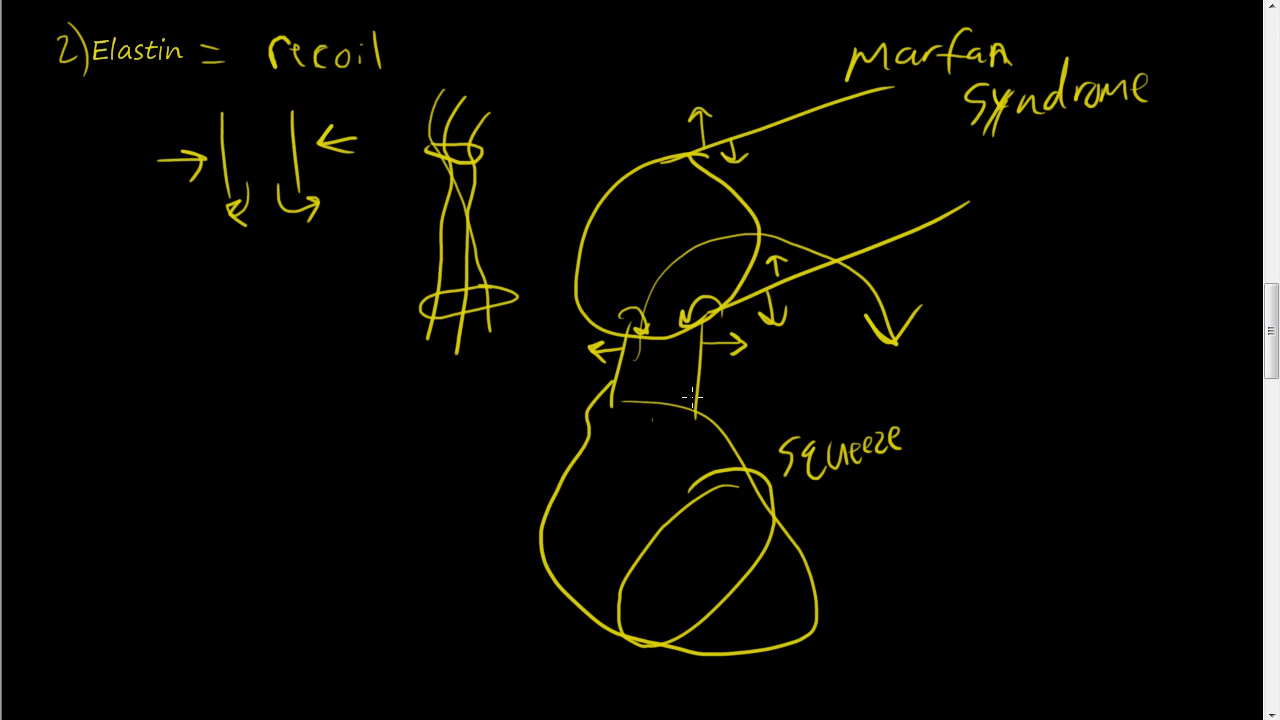 2) Elastin = recoil
Marfan
Syndrome
Squeeze